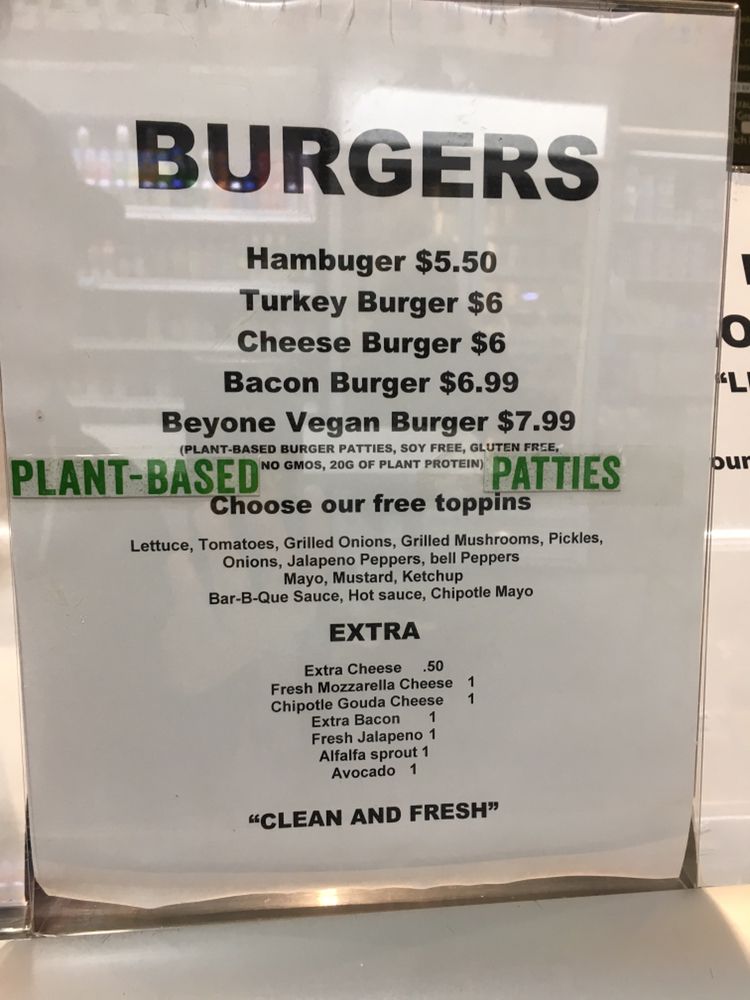 BURGERS
Hambuger $5.50
Turkey Burger $6
Cheese Burger $6
Bacon Burger $6.99
Beyone Vegan Burger $7.99
(PLANT-BASED BURGER PATTIES, SOY FREE, GLUTEN FREE,
NO GMOS, 20G OF PLANT PROTEIN)
PLANT-BASED PATTIES
Choose our free toppins
Lettuce, Tomatoes, Grilled Onions, Grilled Mushrooms, Pickles,
Onions, Jalapeno Peppers, bell Peppers
Mayo, Mustard, Ketchup
Bar-B-Que Sauce, Hot sauce, Chipotle Mayo
EXTRA
Extra Cheese .50
Fresh Mozzarella Cheese 1
Chipotle Gouda Cheese 1
Extra Bacon 1
Fresh Jalapeno 1
Alfalfa sprout 1
Avocado 1
“CLEAN AND FRESH”